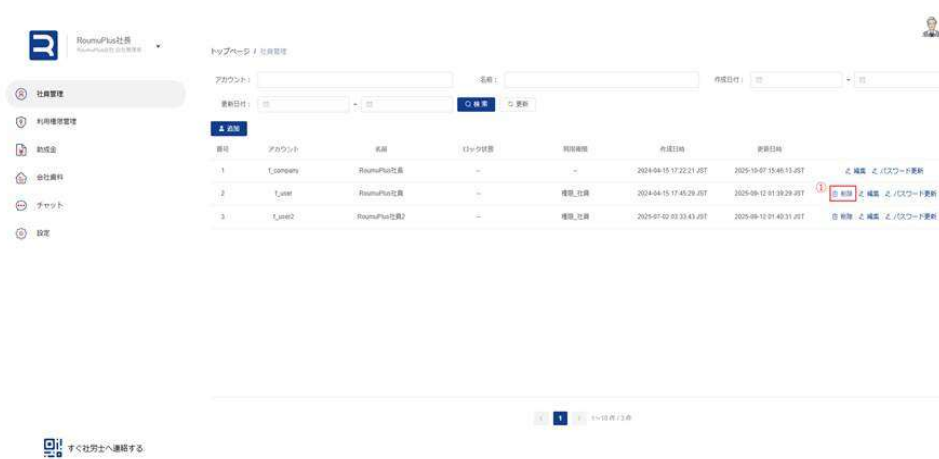 RoumuPlus社長
トップページ / 社員管理
アカウント：
名前：
作成日付：
-
更新日付：
-
検索
更新
追加
社員管理
利用権限管理
助成金
会社資料
チャット
設定
番号 アカウント 名前 ロック状態 利用権限 作成日時 更新日時
1 t_company RoumuPlus社長 -- -- 2024-04-15 17:22:21 JST 2025-10-07 15:46:13 JST 編集 パスワード更新
①
2 t_user RoumuPlus社員 -- 権限_社員 2024-04-15 17:45:29 JST 2025-09-12 01:39:29 JST 削除 編集 パスワード更新
3 t_user2 RoumuPlus社員2 -- 権限_社員 2025-07-02 03:33:43 JST 2025-09-12 01:40:31 JST 削除 編集 パスワード更新
1
1~10 件 / 3 件
すぐ社労士へ連絡する